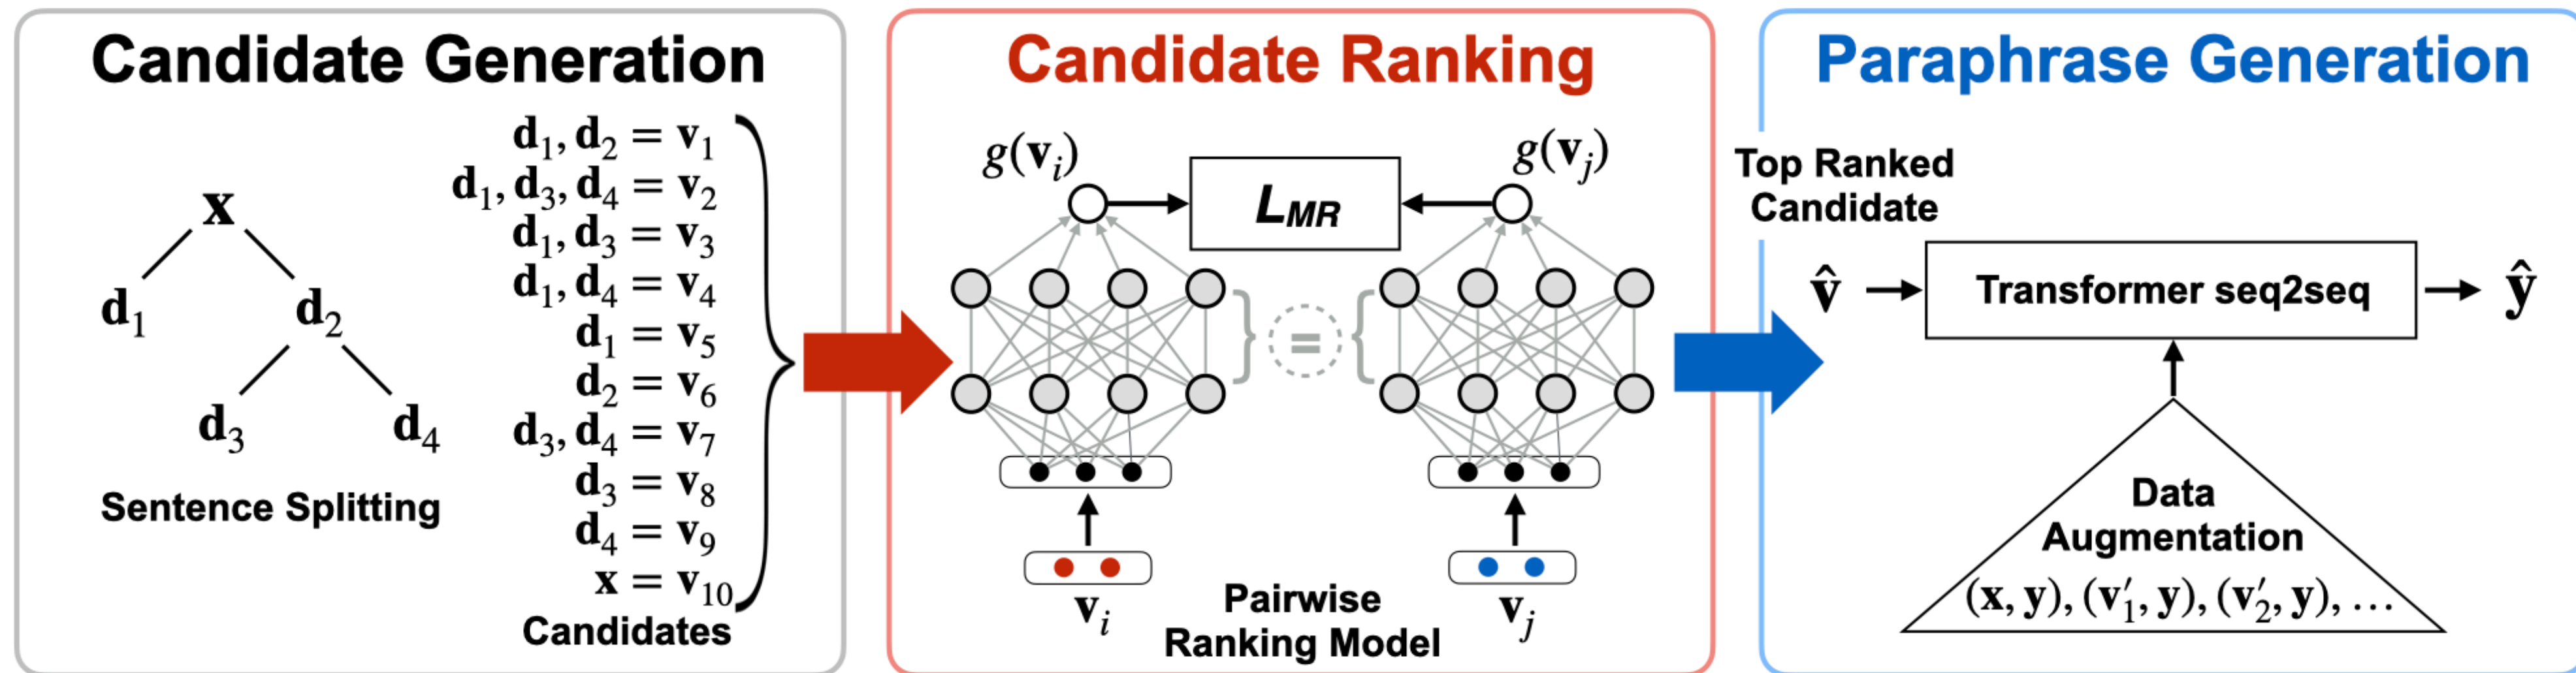 Candidate Generation
x
d₁
d₂
d₃
d₄
Sentence Splitting
d₁, d₂ = v₁
d₁, d₃, d₄ = v₂
d₁, d₃ = v₃
d₁, d₄ = v₄
d₁ = v₅
d₂ = v₆
d₃, d₄ = v₇
d₃ = v₈
d₄ = v₉
x = v₁₀
Candidates
Candidate Ranking
g(vᵢ)
L_MR
g(vⱼ)
=
vᵢ
vⱼ
Pairwise
Ranking Model
Paraphrase Generation
Top Ranked
Candidate
v̂
Transformer seq2seq
ŷ
Data
Augmentation
(x, y), (v′₁, y), (v′₂, y), …